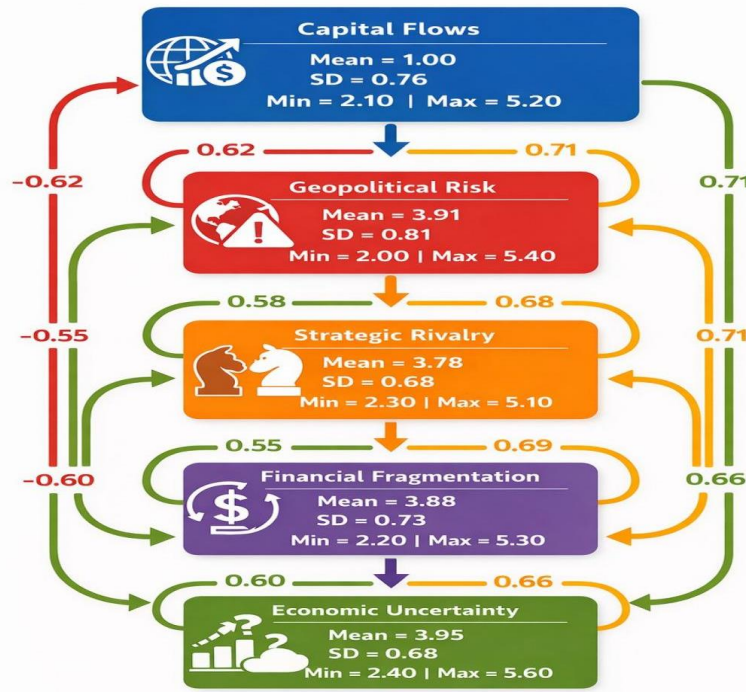 Capital Flows
Mean = 1.00
SD = 0.76
Min = 2.10 | Max = 5.20
0.62
0.71
-0.62
0.71
Geopolitical Risk
Mean = 3.91
SD = 0.81
Min = 2.00 | Max = 5.40
0.58
0.68
-0.55
0.71
Strategic Rivalry
Mean = 3.78
SD = 0.68
Min = 2.30 | Max = 5.10
0.55
0.69
-0.60
0.66
Financial Fragmentation
Mean = 3.88
SD = 0.73
Min = 2.20 | Max = 5.30
0.60
0.66
Economic Uncertainty
Mean = 3.95
SD = 0.68
Min = 2.40 | Max = 5.60